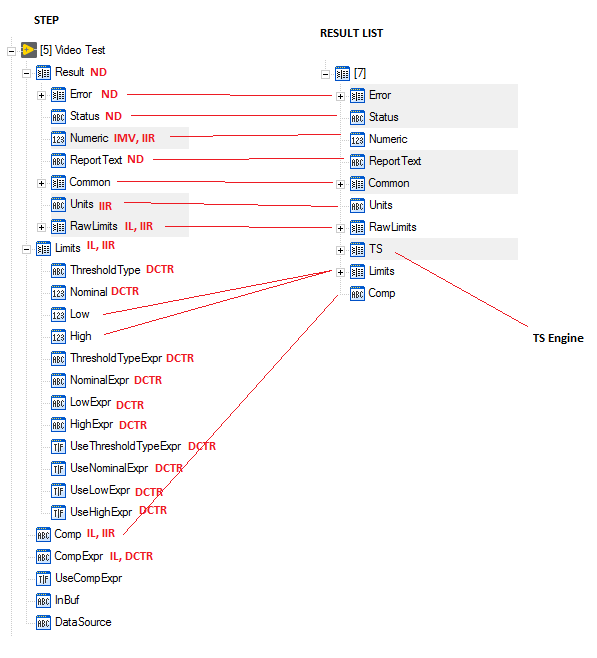 STEP
RESULT LIST
[5] Video Test
Result ND
[7]
Error ND
Error
Status ND
Status
Numeric IMV, IIR
Numeric
ReportText ND
ReportText
Common
Common
Units IIR
Units
RawLimits IL, IIR
RawLimits
Limits IL, IIR
TS
ThresholdType DCTR
Limits
Nominal DCTR
Comp
Low
High
TS Engine
ThresholdTypeExpr DCTR
NominalExpr DCTR
LowExpr DCTR
HighExpr DCTR
UseThresholdTypeExpr DCTR
UseNominalExpr DCTR
UseLowExpr DCTR
UseHighExpr DCTR
Comp IL, IIR
CompExpr IL, DCTR
UseCompExpr
InBuf
DataSource